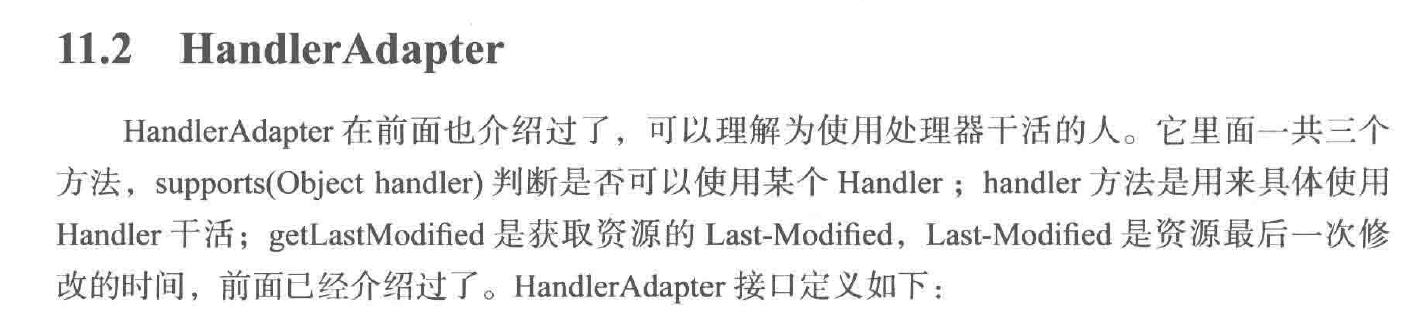 11.2 HandlerAdapter
HandlerAdapter 在前面也介绍过了，可以理解为使用处理器干活的人。它里面一共三个
方法，supports(Object handler) 判断是否可以使用某个 Handler；handler 方法是用来具体使用
Handler 干活；getLastModified 是获取资源的 Last-Modified，Last-Modified 是资源最后一次修
改的时间，前面已经介绍过了。HandlerAdapter 接口定义如下：